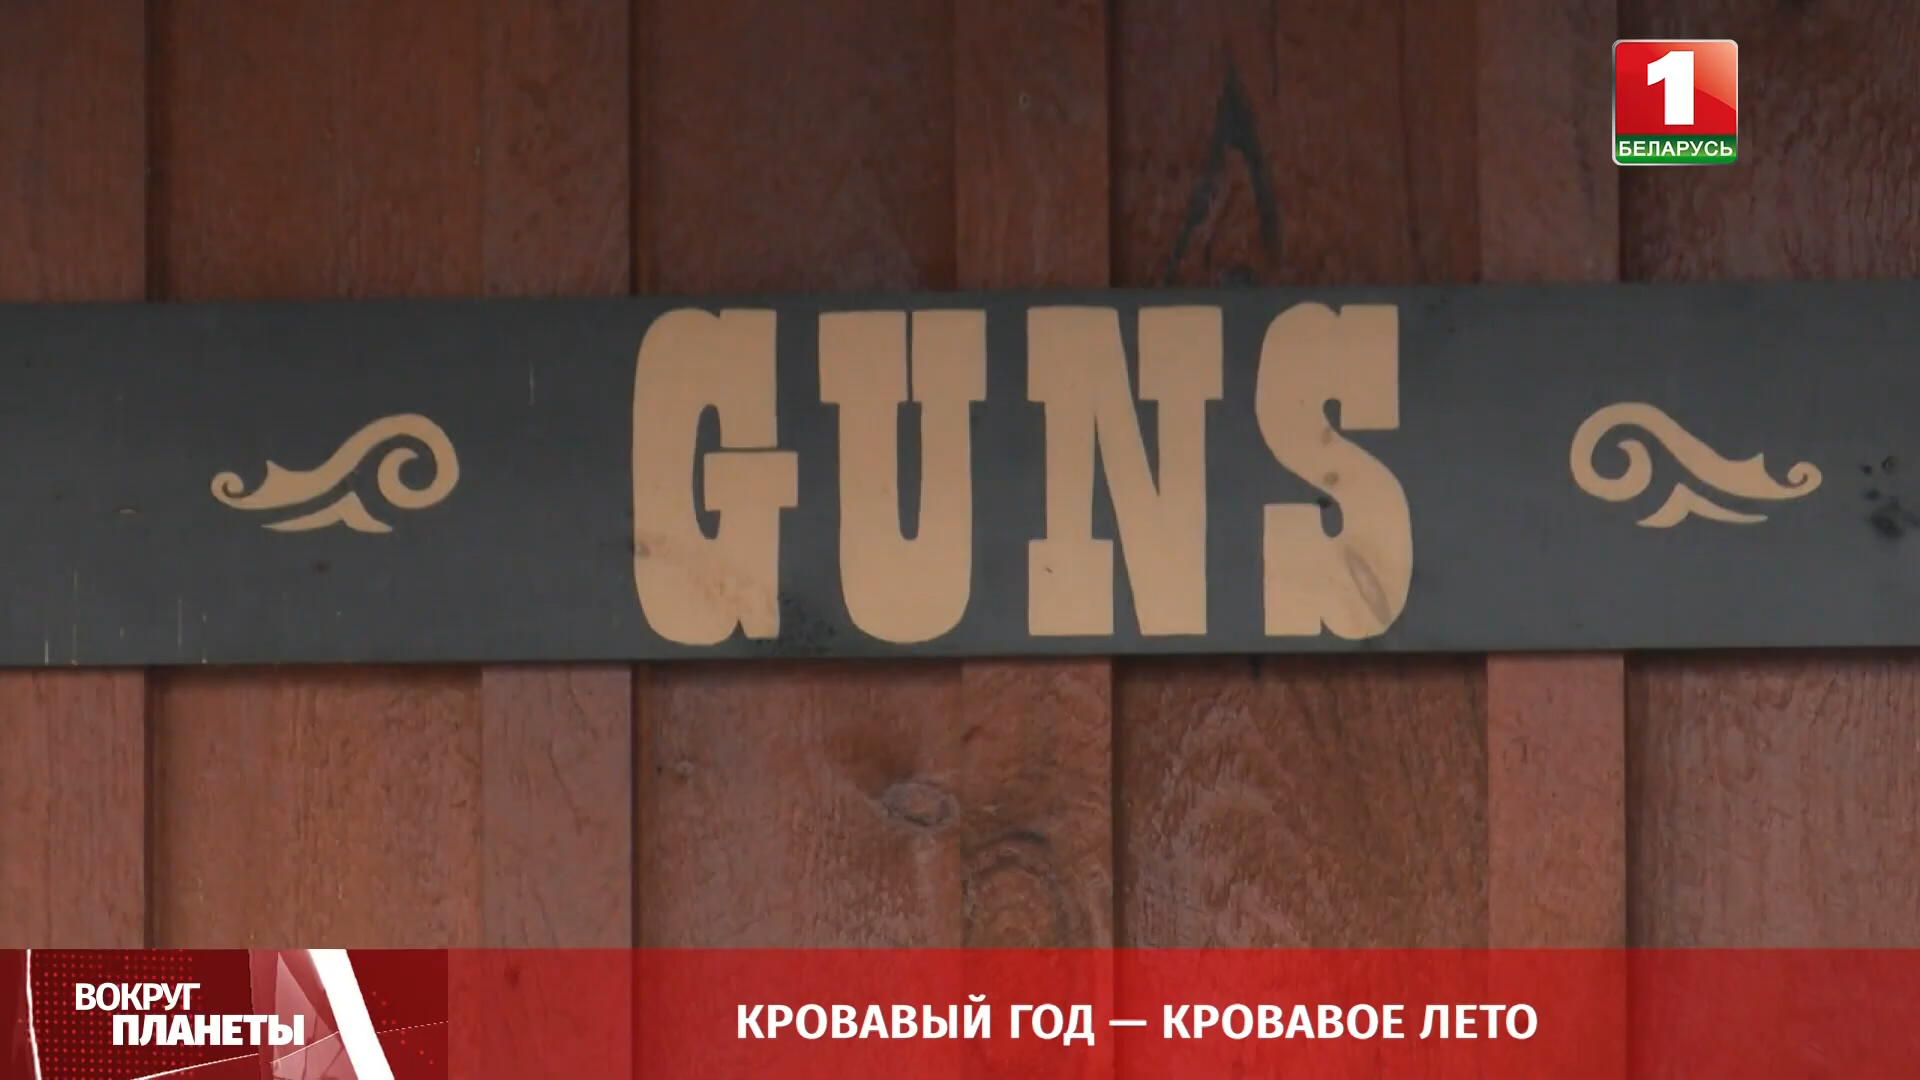 1
БЕЛАРУСЬ
GUNS
ВОКРУГ
ПЛАНЕТЫ
КРОВАВЫЙ ГОД — КРОВАВОЕ ЛЕТО